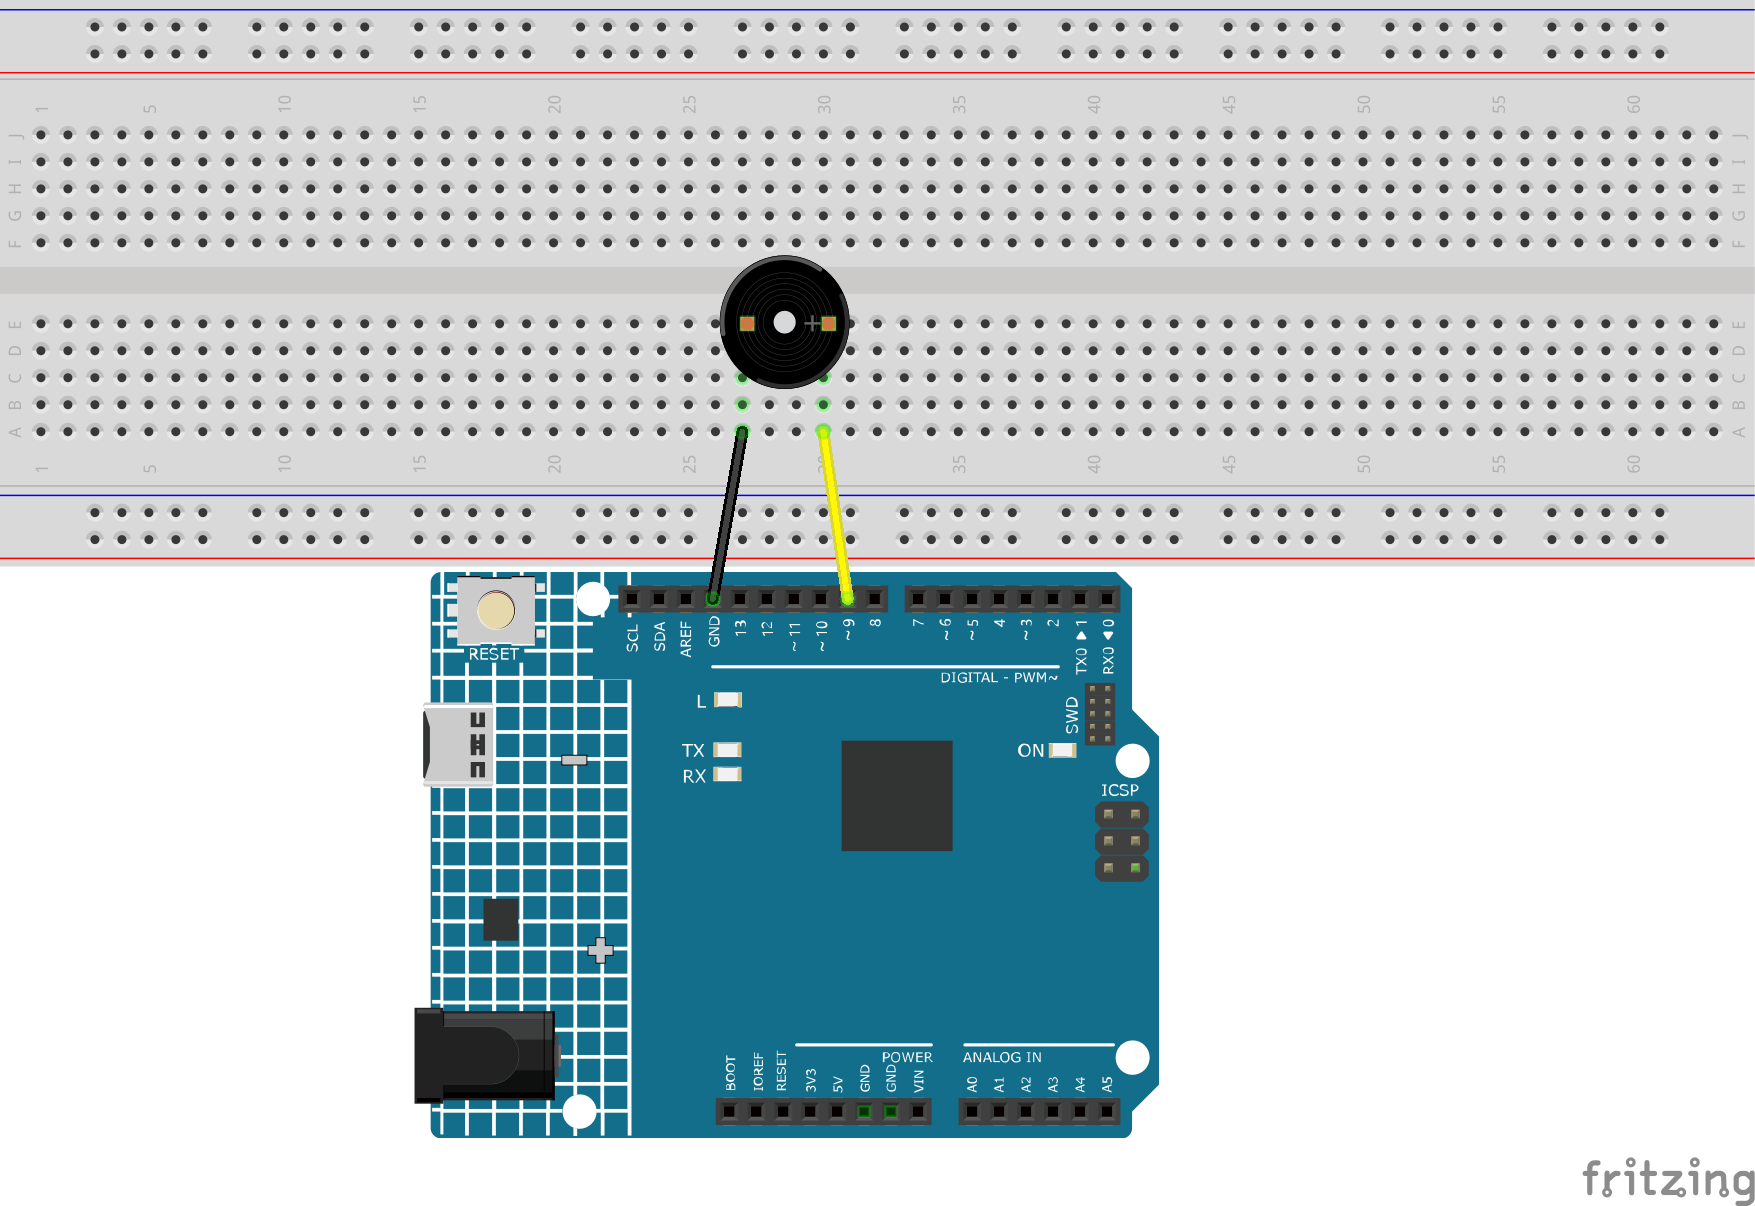 1 5 10 15 20 25 30 35 40 45 50 55 60
J J
I I
H H
G G
F F
E E
D D
C C
B B
A A
1 5 10 15 20 25 35 40 45 50 55 60
SCL SDA AREF GND 13 12 ~11 ~10 ~9 8 7 ~6 ~5 4 ~3 2 TX0▶1 RX0◀0
RESET
DIGITAL - PWM~
L
SWD
TX
ON
RX
ICSP
POWER
ANALOG IN
BOOT IOREF RESET 3V3 5V GND GND VIN A0 A1 A2 A3 A4 A5
fritzing